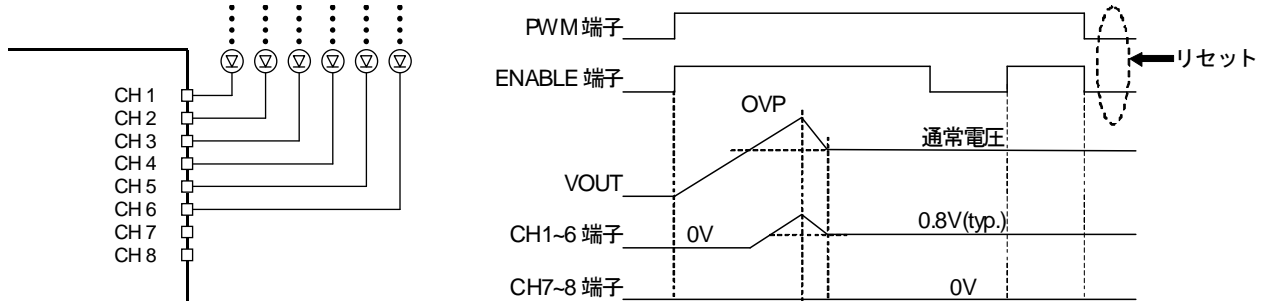 CH 1
CH 2
CH 3
CH 4
CH 5
CH 6
CH 7
CH 8
PWM 端子
リセット
ENABLE 端子
OVP
通常電圧
VOUT
0.8V(typ.)
CH1~6 端子
0V
CH7~8 端子
0V